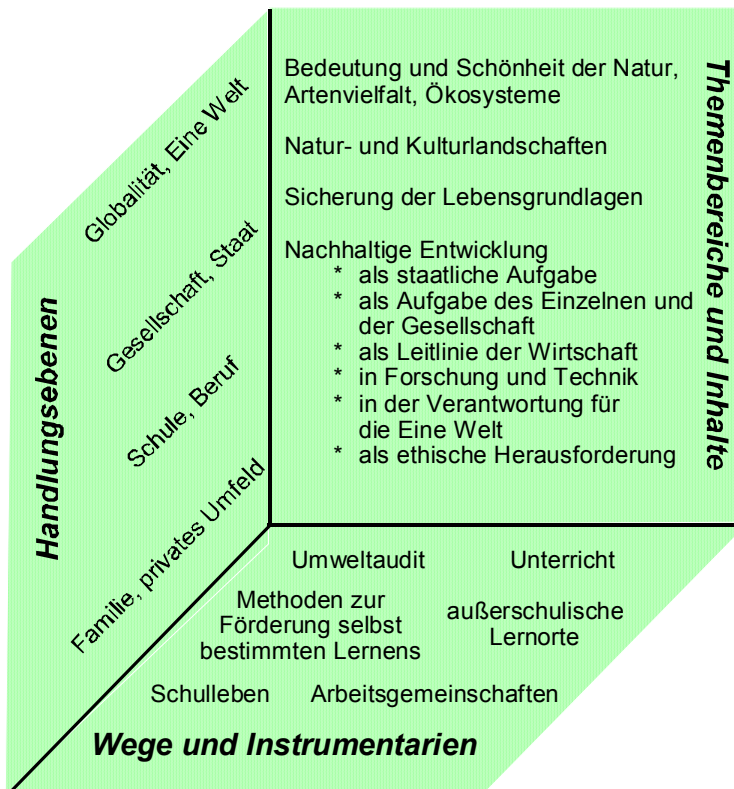 Handlungsebenen
Globalität, Eine Welt
Gesellschaft, Staat
Schule, Beruf
Familie, privates Umfeld
Themenbereiche und Inhalte
Bedeutung und Schönheit der Natur,
Artenvielfalt, Ökosysteme
Natur- und Kulturlandschaften
Sicherung der Lebensgrundlagen
Nachhaltige Entwicklung
* als staatliche Aufgabe
* als Aufgabe des Einzelnen und
der Gesellschaft
* als Leitlinie der Wirtschaft
* in Forschung und Technik
* in der Verantwortung für
die Eine Welt
* als ethische Herausforderung
Umweltaudit
Unterricht
Methoden zur
Förderung selbst
bestimmten Lernens
außerschulische
Lernorte
Schulleben
Arbeitsgemeinschaften
Wege und Instrumentarien